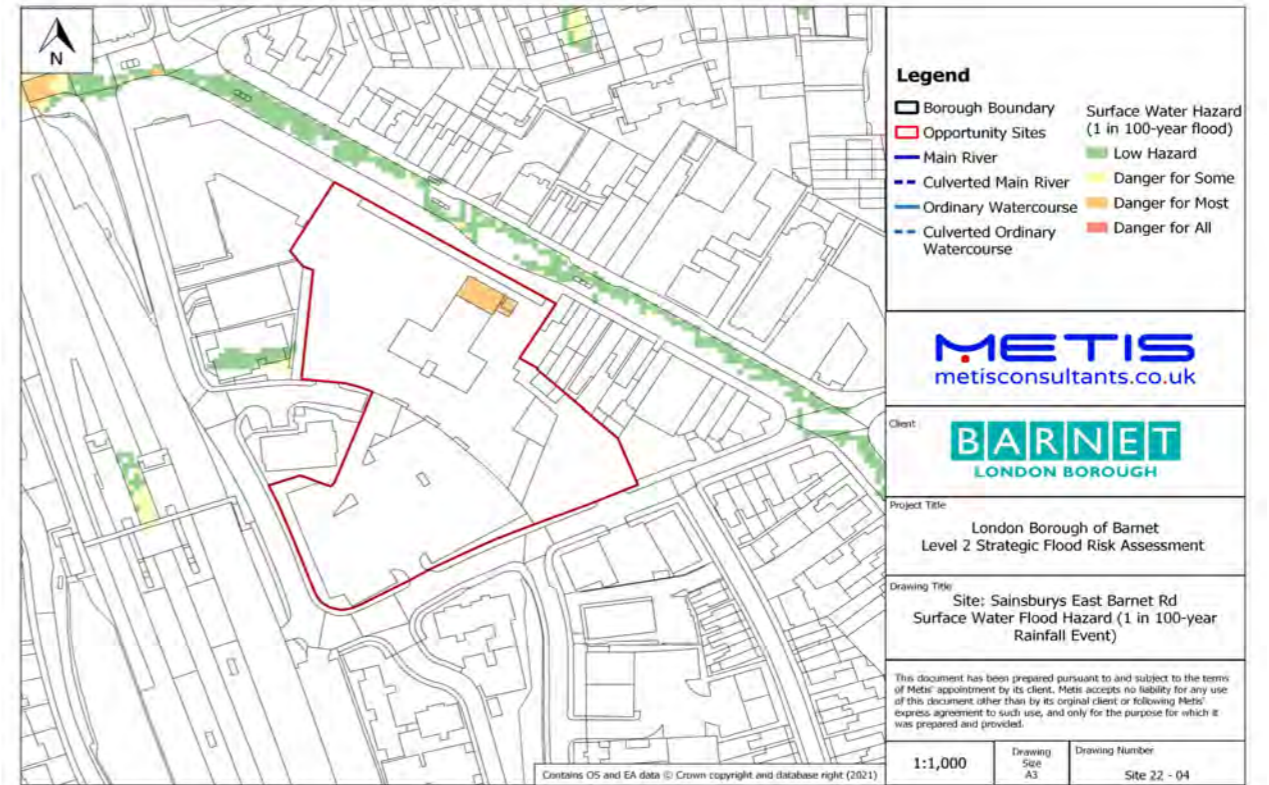 N
Legend
Borough Boundary
Opportunity Sites
Main River
Culverted Main River
Ordinary Watercourse
Culverted Ordinary
Watercourse
Surface Water Hazard
(1 in 100-year flood)
Low Hazard
Danger for Some
Danger for Most
Danger for All
METIS
metisconsultants.co.uk
Client
BARNET
LONDON BOROUGH
Project Title
London Borough of Barnet
Level 2 Strategic Flood Risk Assessment
Drawing Title
Site: Sainsburys East Barnet Rd
Surface Water Flood Hazard (1 in 100-year
Rainfall Event)
This document has been prepared pursuant to and subject to the terms
of Metis' appointment by its client. Metis accepts no liability for any use
of this document other than by its orginal client or following Metis'
express agreement to such use, and only for the purpose for which it
was prepared and provided.
1:1,000
Drawing
Size
A3
Drawing Number
Site 22 - 04
Contains OS and EA data © Crown copyright and database right (2021)